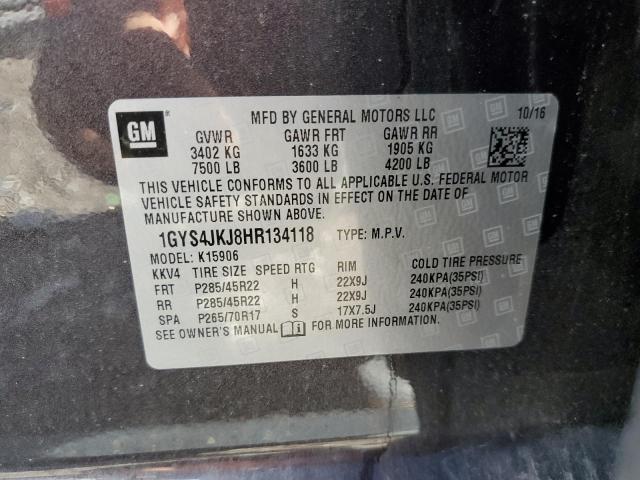 GM
MFD BY GENERAL MOTORS LLC 10/16
GVWR GAWR FRT GAWR RR
3402 KG 1633 KG 1905 KG
7500 LB 3600 LB 4200 LB
THIS VEHICLE CONFORMS TO ALL APPLICABLE U.S. FEDERAL MOTOR
VEHICLE SAFETY STANDARDS IN EFFECT ON THE DATE OF
MANUFACTURE SHOWN ABOVE.
1GYS4JKJ8HR134118 TYPE: M.P.V.
MODEL: K15906
KKV4 TIRE SIZE SPEED RTG RIM COLD TIRE PRESSURE
FRT P285/45R22 H 22X9J 240KPA(35PSI)
RR P285/45R22 H 22X9J 240KPA(35PSI)
SPA P265/70R17 S 17X7.5J 240KPA(35PSI)
SEE OWNER'S MANUAL FOR MORE INFORMATION.